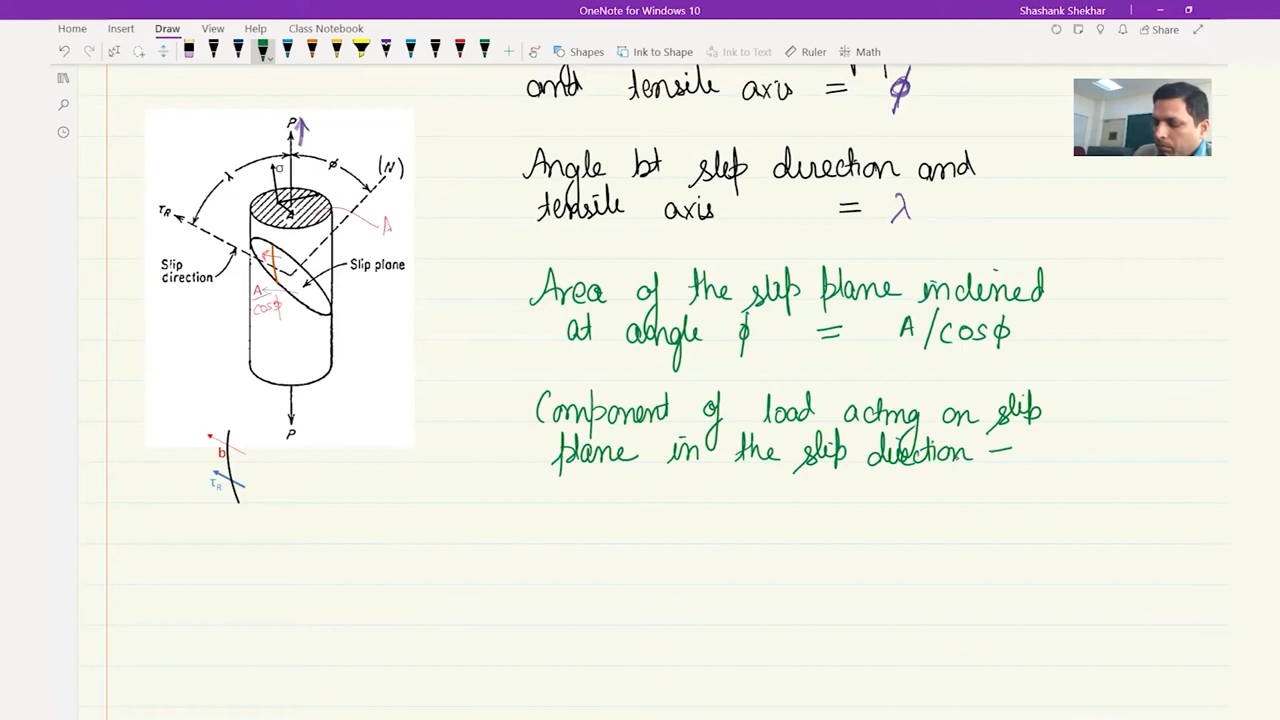 OneNote for Windows 10
Shashank Shekhar
Home Insert Draw View Help Class Notebook
Share
Shapes Ink to Shape Ink to Text Ruler Math
and tensile axis = ϕ
Angle bt slip direction and
tensile axis = λ
Area of the slip plane inclined
at angle ϕ = A/cosϕ
Component of load acting on slip
plane in the slip direction =
P
ϕ
(N)
λ
σ
τR
A
Slip
direction
Slip plane
A
cosϕ
P
b
τR